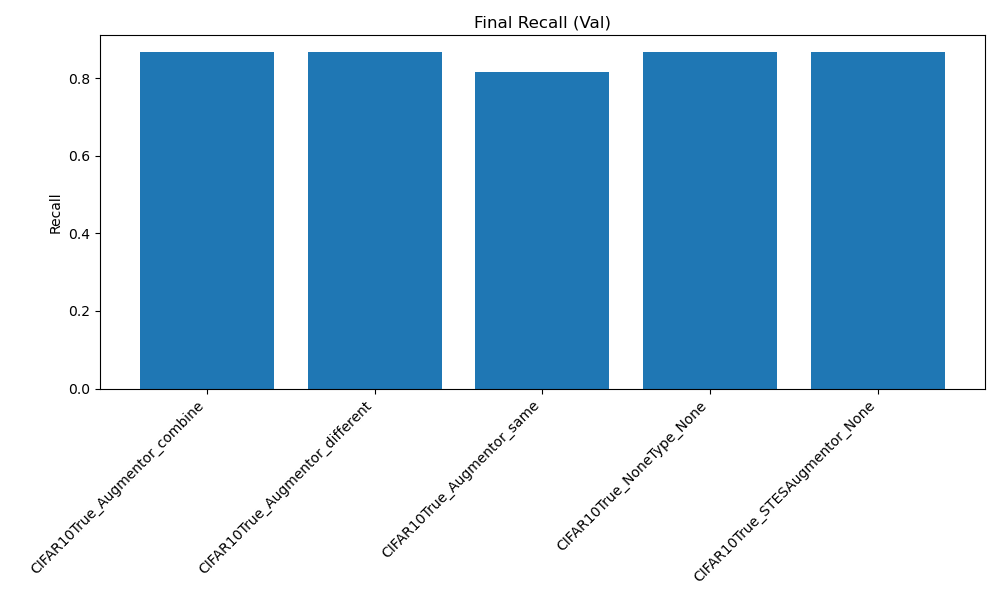 Final Recall (Val)
Recall
0.8
0.6
0.4
0.2
0.0
CIFAR10True_Augmentor_combine
CIFAR10True_Augmentor_different
CIFAR10True_Augmentor_same
CIFAR10True_NoneType_None
CIFAR10True_STESAugmentor_None